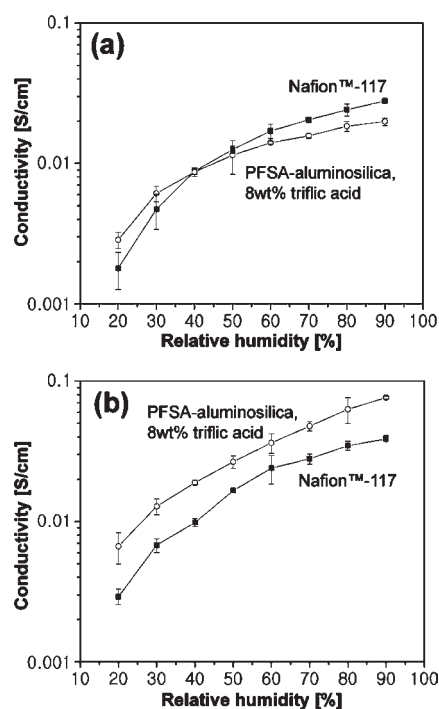 (a)
Nafion™-117
PFSA-aluminosilica,
8wt% triflic acid
Conductivity [S/cm]
0.1
0.01
0.001
10 20 30 40 50 60 70 80 90 100
Relative humidity [%]
(b)
PFSA-aluminosilica,
8wt% triflic acid
Nafion™-117
Conductivity [S/cm]
0.1
0.01
0.001
10 20 30 40 50 60 70 80 90 100
Relative humidity [%]